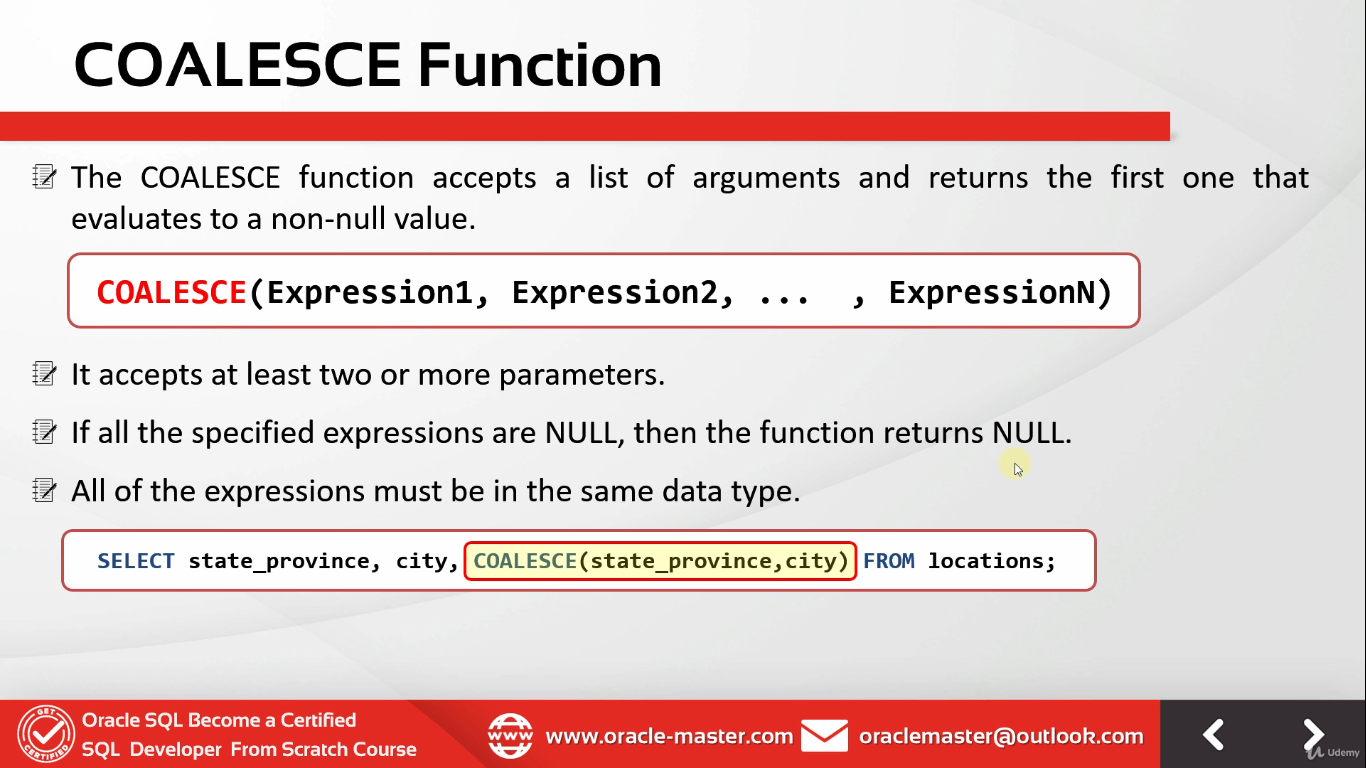 COALESCE Function
The COALESCE function accepts a list of arguments and returns the first one that
evaluates to a non-null value.
COALESCE(Expression1, Expression2, ... , ExpressionN)
It accepts at least two or more parameters.
If all the specified expressions are NULL, then the function returns NULL.
All of the expressions must be in the same data type.
SELECT state_province, city, COALESCE(state_province,city) FROM locations;
GET
CERTIFIED
Oracle SQL Become a Certified
SQL Developer From Scratch Course
www
www.oracle-master.com
oraclemaster@outlook.com
Udemy